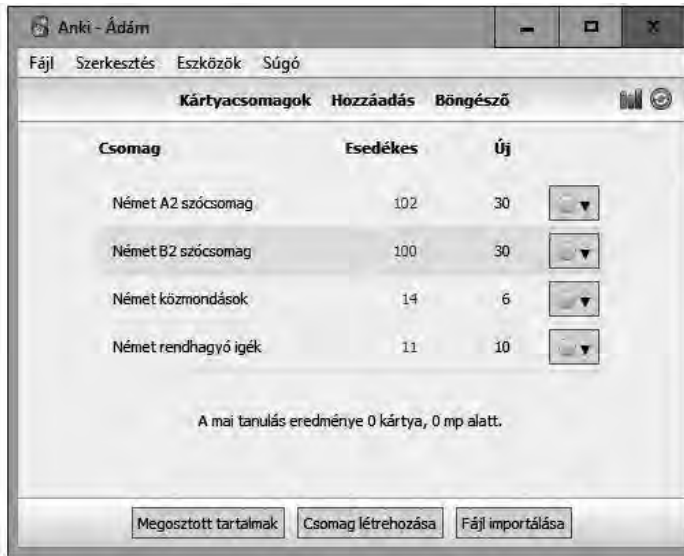 Anki - Ádám
Fájl Szerkesztés Eszközök Súgó
Kártyacsomagok Hozzáadás Böngésző
Csomag Esedékes Új
Német A2 szócsomag 102 30
Német B2 szócsomag 100 30
Német közmondások 14 6
Német rendhagyó igék 11 10
A mai tanulás eredménye 0 kártya, 0 mp alatt.
Megosztott tartalmak Csomag létrehozása Fájl importálása